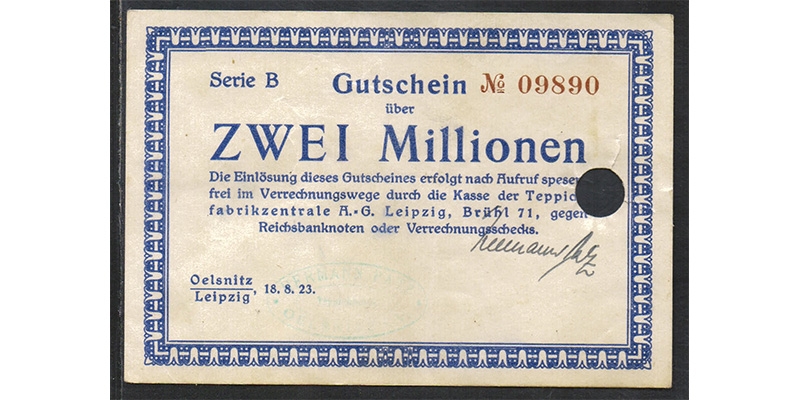 Serie B Gutschein № 09890
über
ZWEI Millionen
Die Einlösung dieses Gutscheines erfolgt nach Aufruf spesen
frei im Verrechnungswege durch die Kasse der Teppic
fabrikzentrale A.-G. Leipzig, Brühl 71, gegen
Reichsbanknoten oder Verrechnungsschecks.
Oelsnitz
Leipzig, 18. 8. 23.